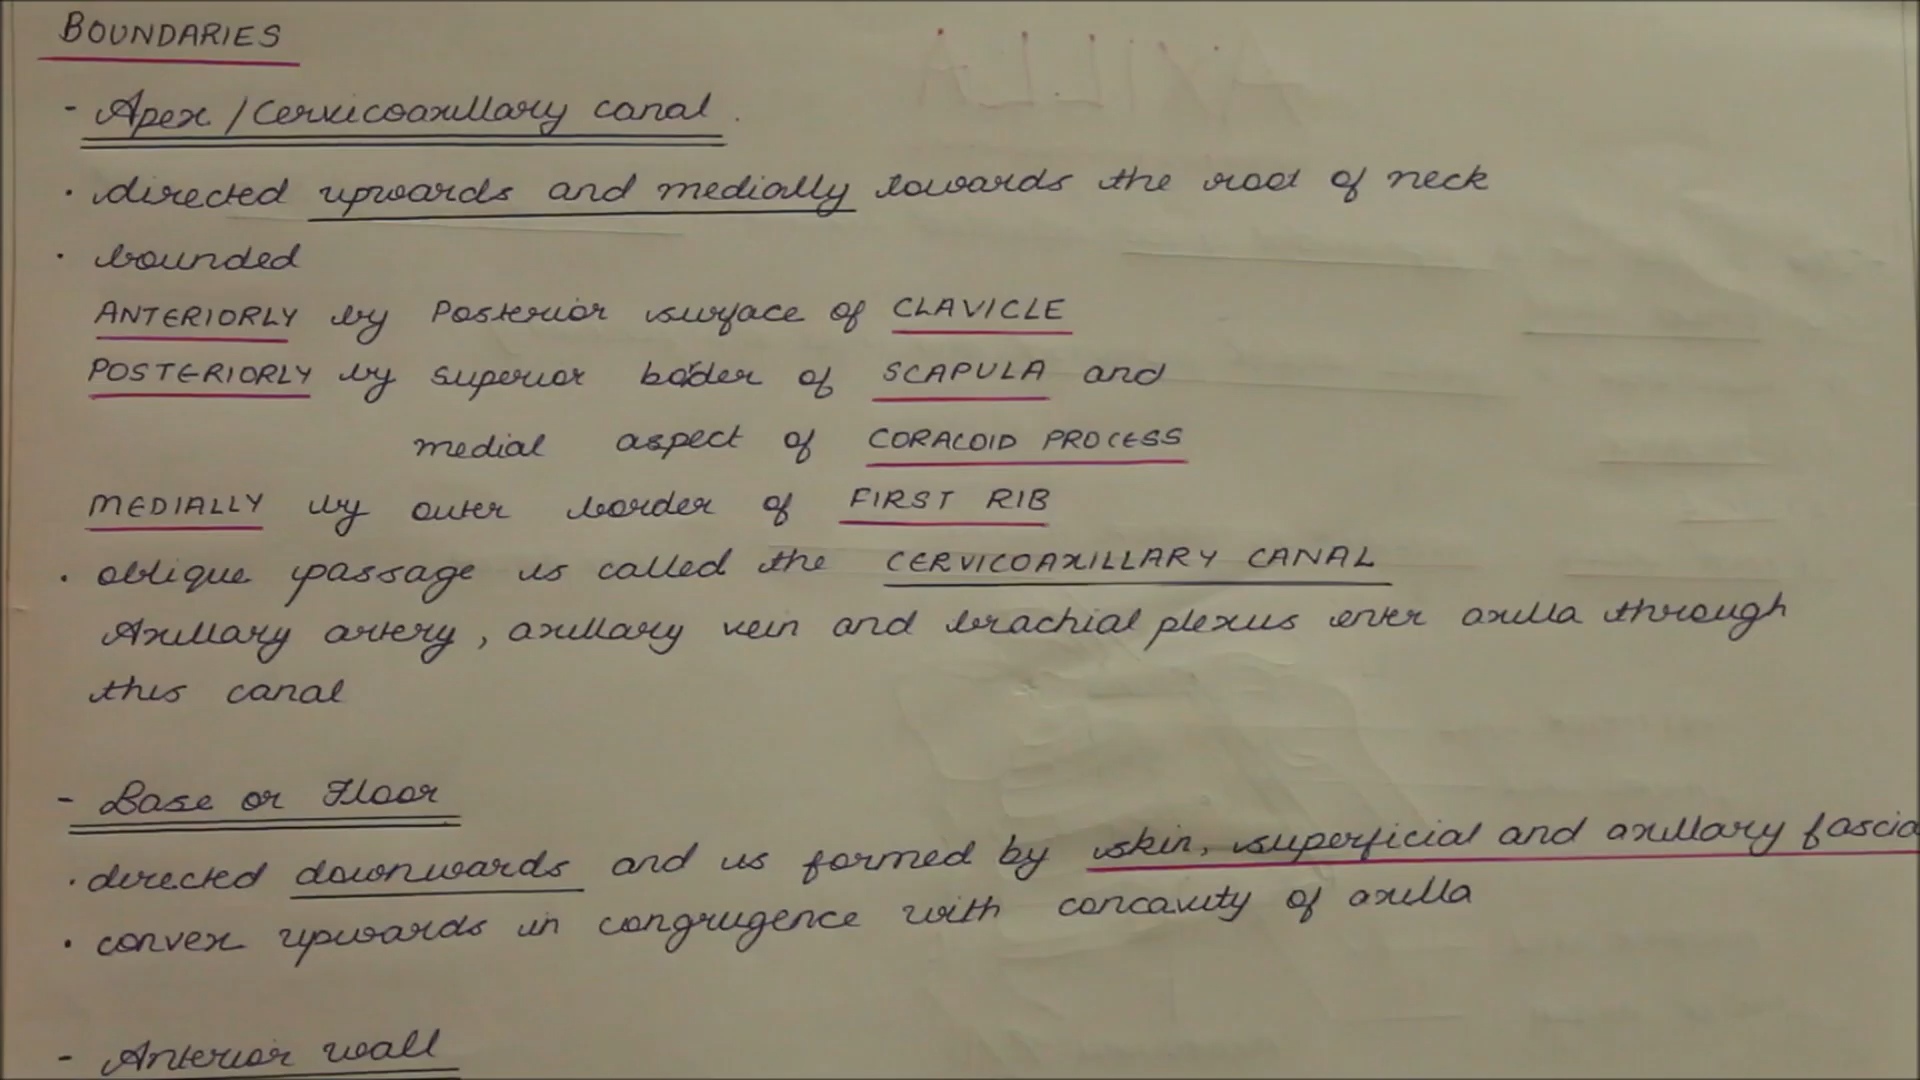 BOUNDARIES
- Apex / Cervicoaxillary canal.
· directed upwards and medially towards the root of neck
· bounded
ANTERIORLY by Posterior surface of CLAVICLE
POSTERIORLY by superior boder of SCAPULA and
medial aspect of CORACOID PROCESS
MEDIALLY by outer border of FIRST RIB
· oblique passage is called the CERVICOAXILLARY CANAL
Axillary artery, axillary vein and brachial plexus enter axilla through
this canal
- Base or Floor
· directed downwards and is formed by skin, superficial and axillary fascia
· convex upwards in congrugence with concavity of axilla
- Anterior wall